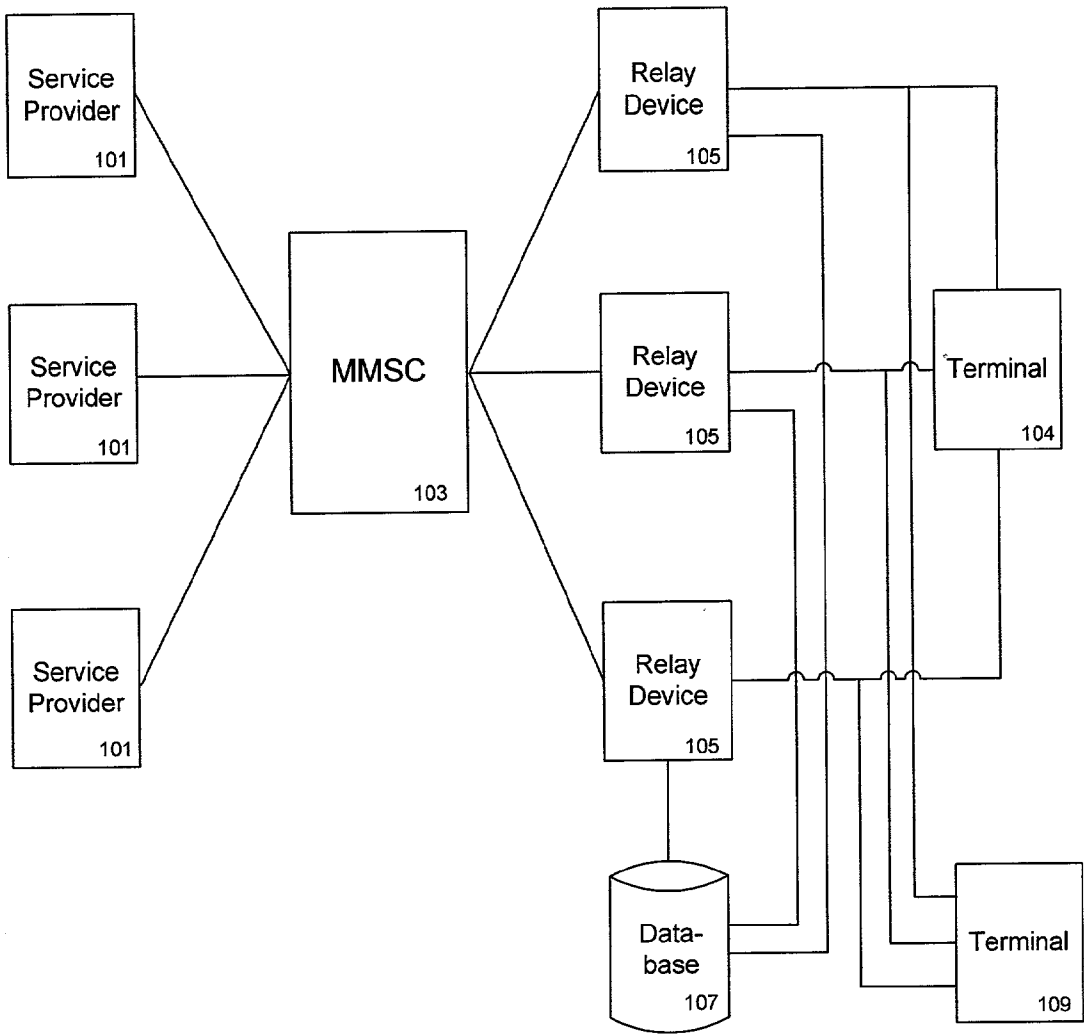 Service
Provider
101
Relay
Device
105
Service
Provider
101
MMSC
103
Relay
Device
105
Terminal
104
Service
Provider
101
Relay
Device
105
Data-
base
107
Terminal
109